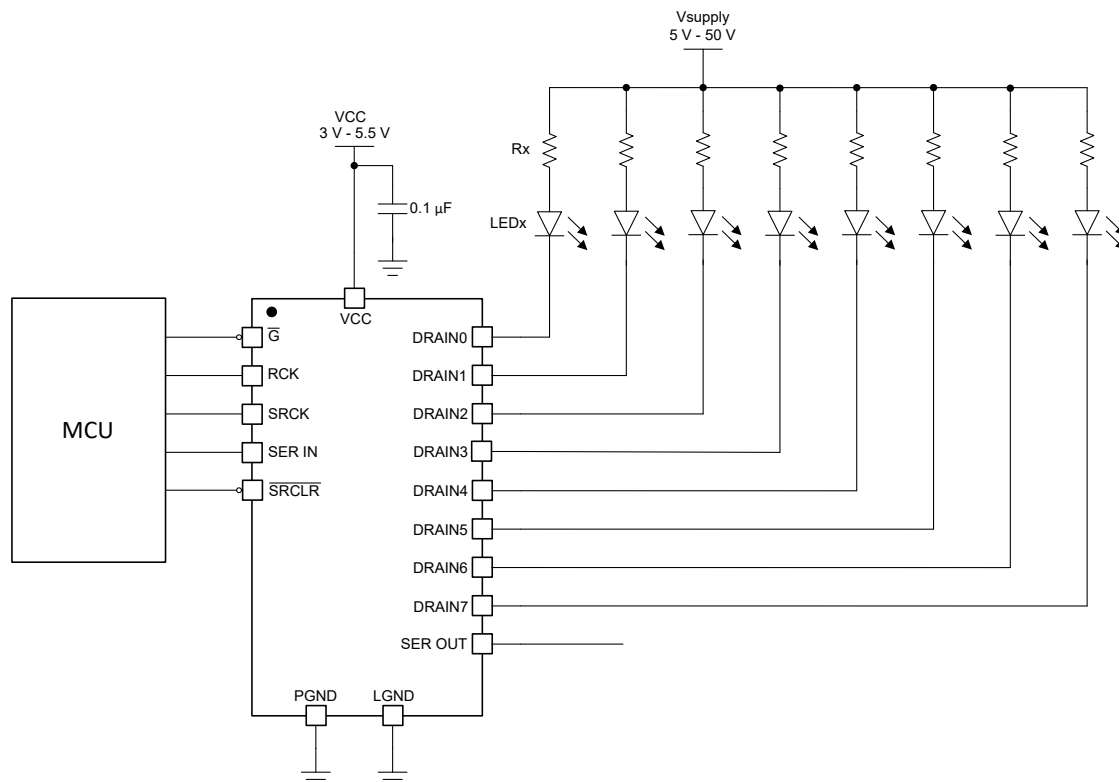 Vsupply
5 V - 50 V
VCC
3 V - 5.5 V
Rx
0.1 µF
LEDx
VCC
G
DRAIN0
RCK
DRAIN1
SRCK
DRAIN2
MCU
SER IN
DRAIN3
SRCLR
DRAIN4
DRAIN5
DRAIN6
DRAIN7
SER OUT
PGND
LGND